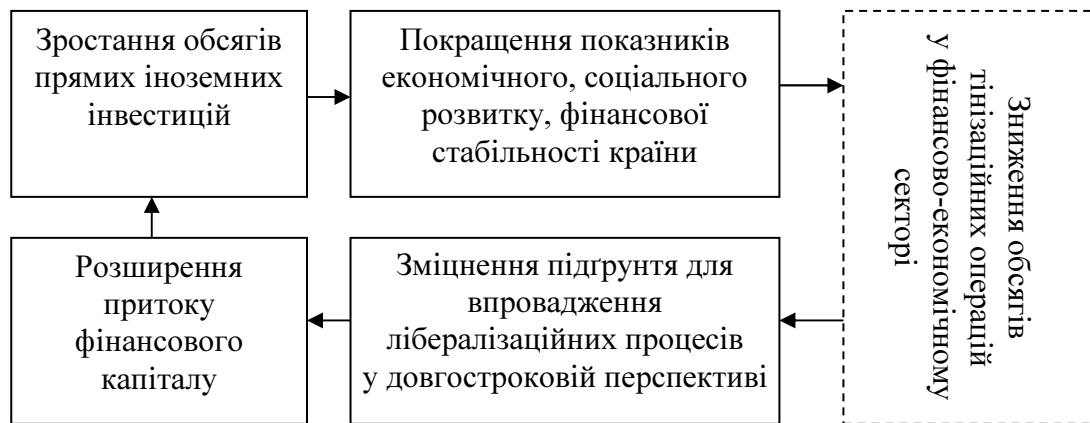 Зростання обсягів
прямих іноземних
інвестицій
Покращення показників
економічного, соціального
розвитку, фінансової
стабільності країни
Зниження обсягів
тінізаційних операцій
у фінансово-економічному
секторі
Розширення
притоку
фінансового
капіталу
Зміцнення підґрунтя для
впровадження
лібералізаційних процесів
у довгостроковій перспективі